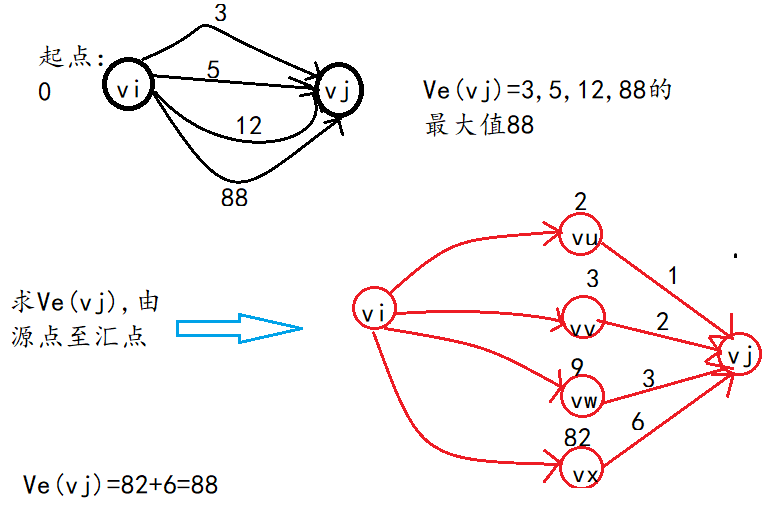 3
起点:
0
vi
5
vj
12
88
Ve(vj)=3,5,12,88的
最大值88
2
vu
1
求Ve(vj),由
源点至汇点
vi
3
vv
2
vj
9
vw
3
82
6
vx
Ve(vj)=82+6=88